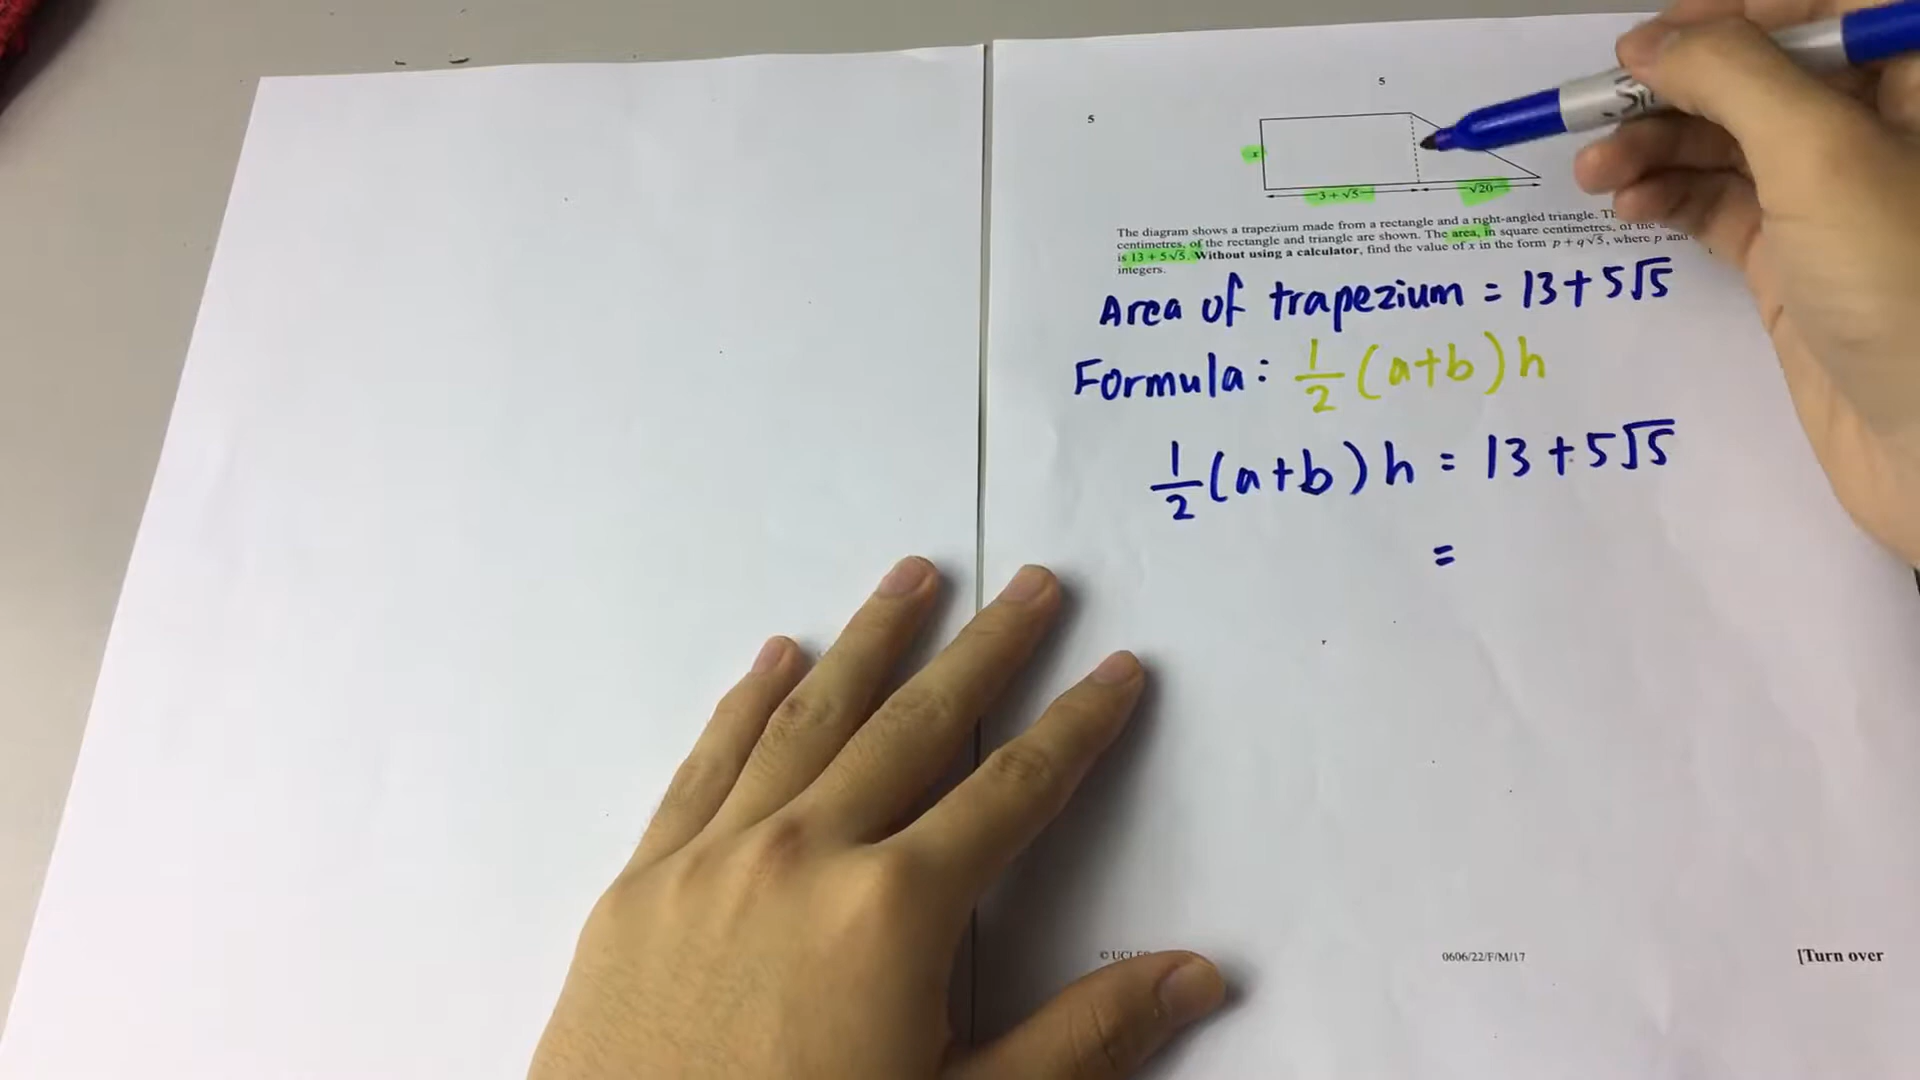 5
5
x
3 + √5
√20
The diagram shows a trapezium made from a rectangle and a right-angled triangle.
centimetres, of the rectangle and triangle are shown. The area, in square centimetres, of the
is 13 + 5√5. Without using a calculator, find the value of x in the form p + q√5, where p and
integers.
Area of trapezium = 13 + 5√5
Formula: 1/2 (a+b) h
1/2 (a+b) h = 13 + 5√5
=
© UCLES
0606/22/F/M/17
[Turn over